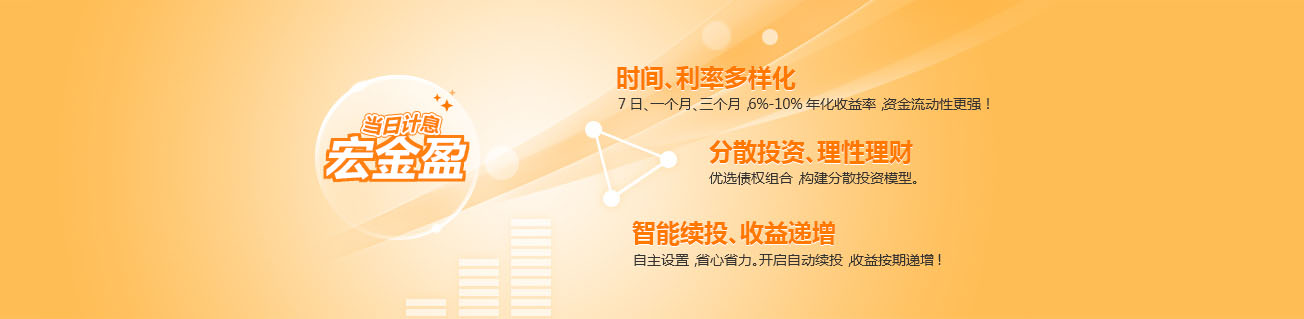 当日计息
宏金盈
时间、利率多样化
7日、一个月、三个月,6%-10%年化收益率,资金流动性更强!
分散投资、理性理财
优选债权组合,构建分散投资模型。
智能续投、收益递增
自主设置,省心省力。开启自动续投,收益按期递增!